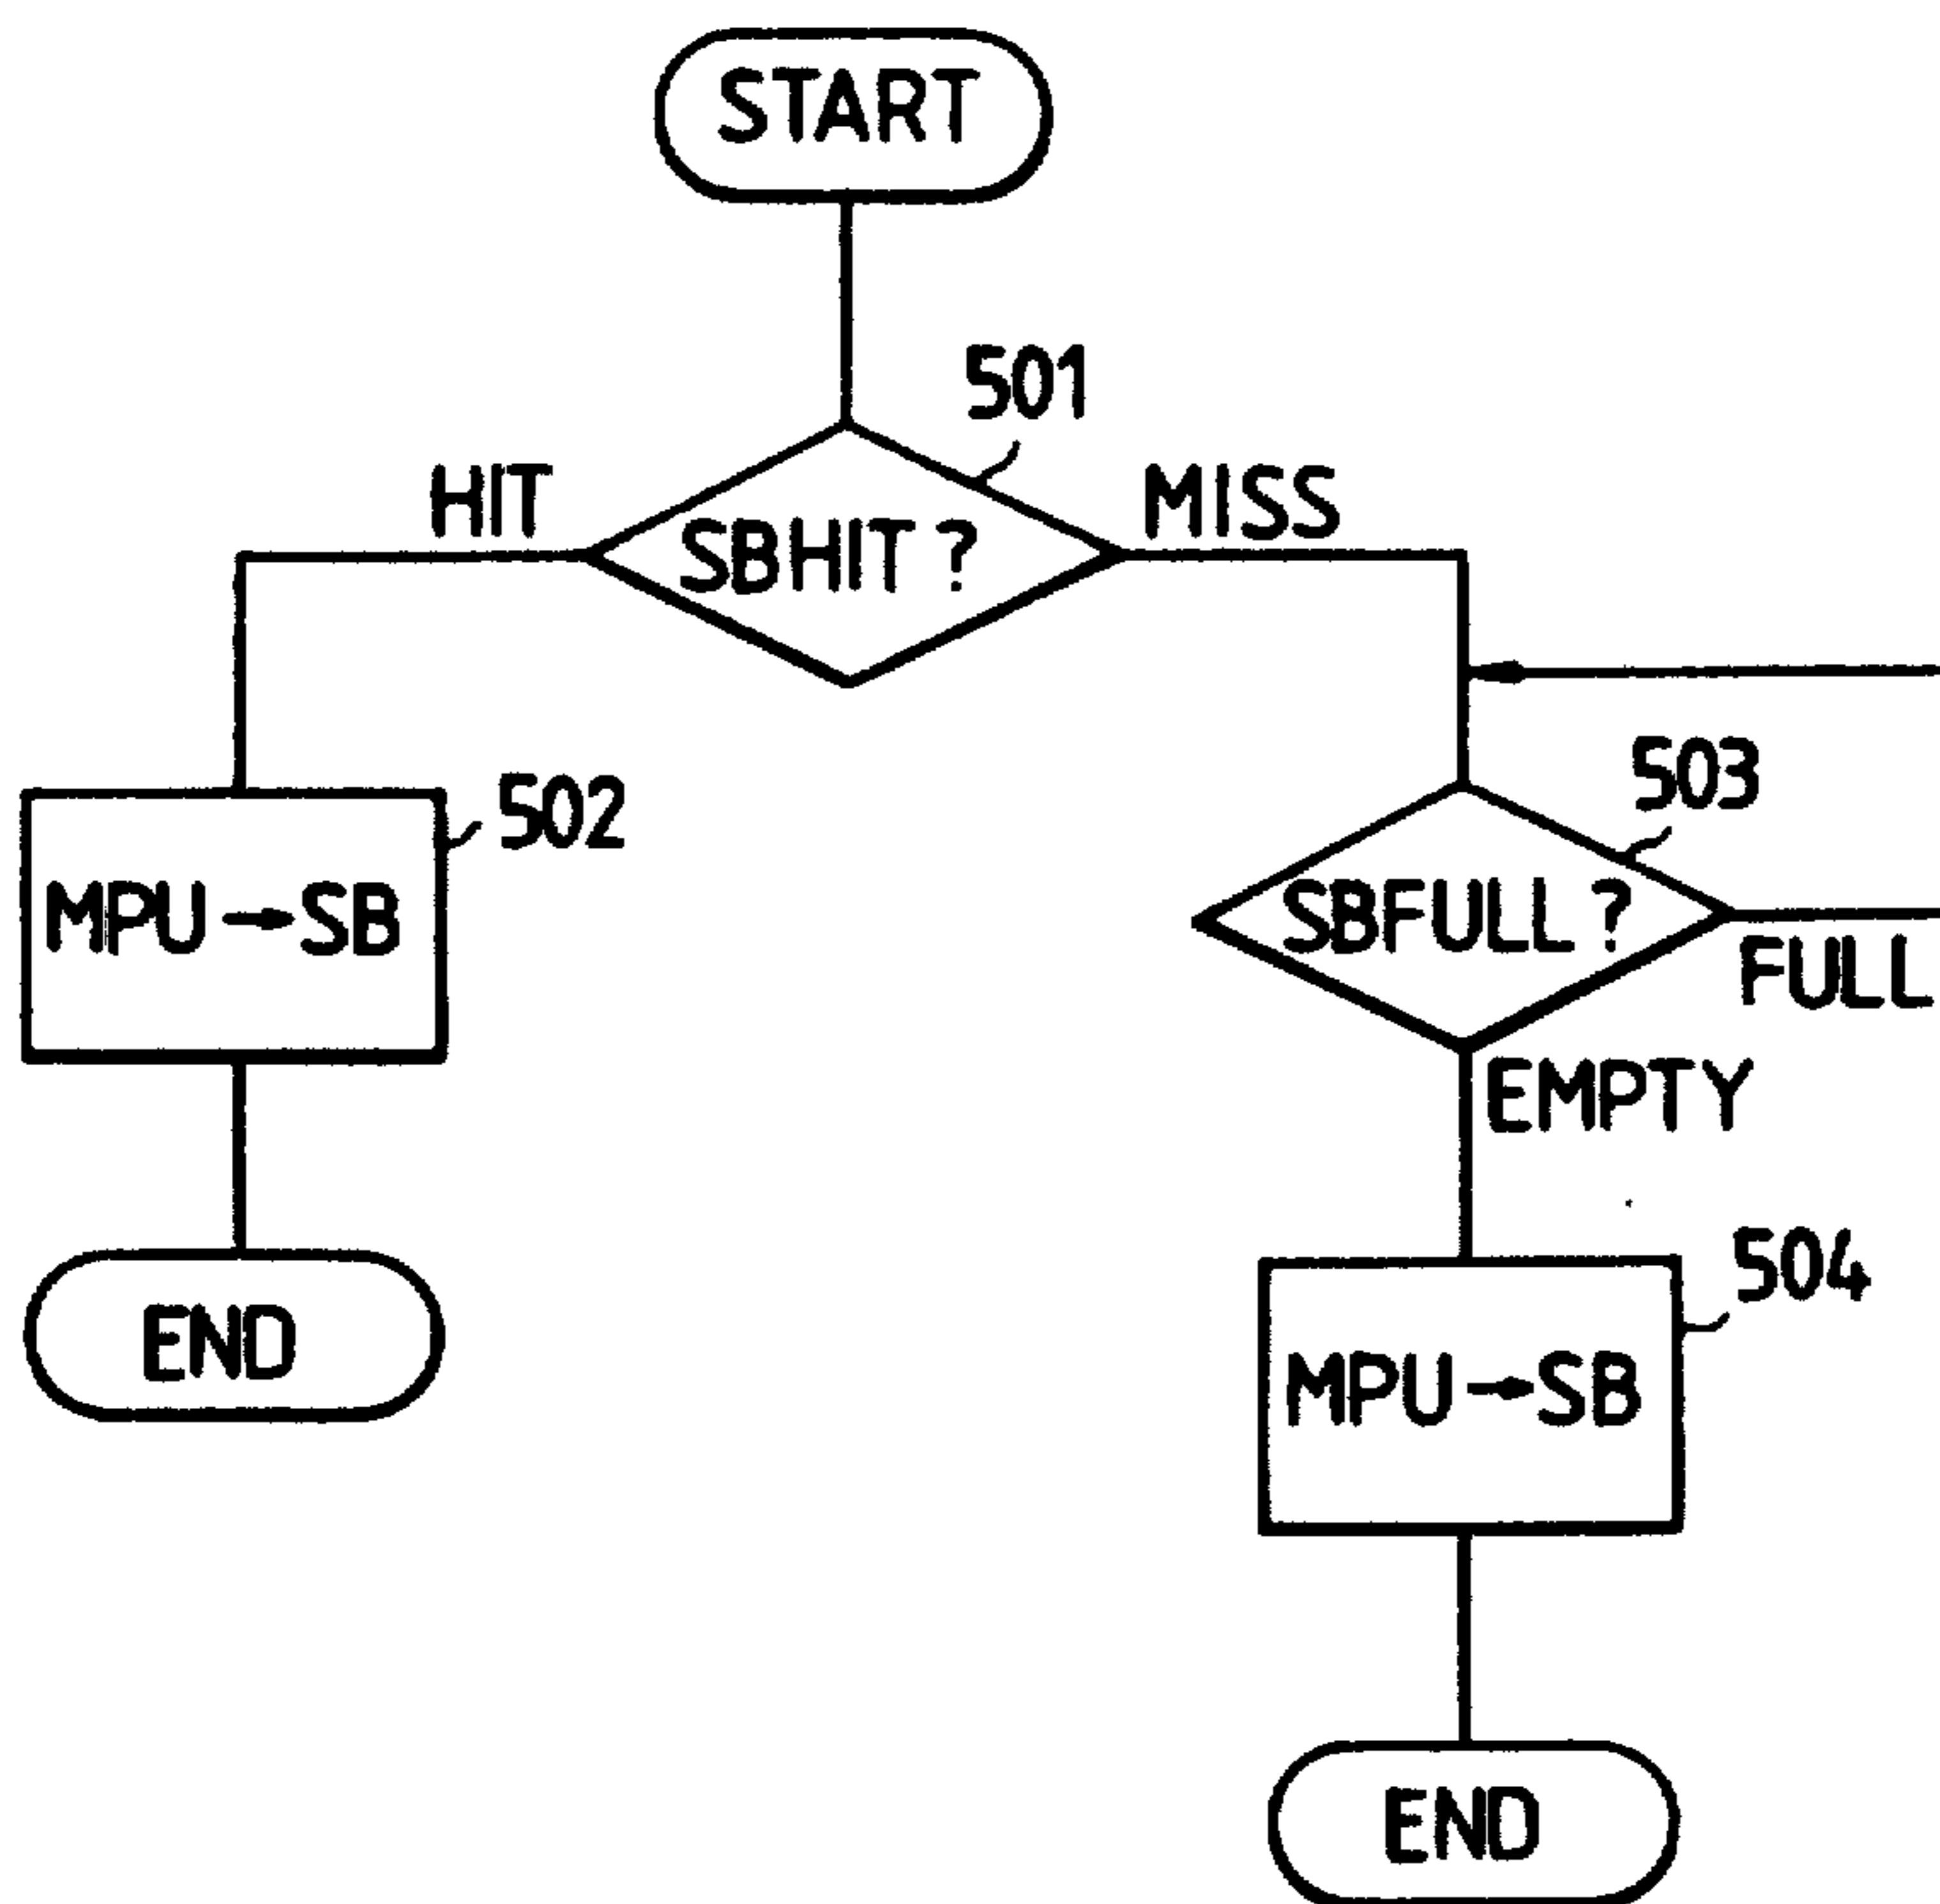 START
501
HIT
MISS
SBHIT ?
503
502
MPU→SB
SBFULL ?
FULL
EMPTY
504
END
MPU→SB
END